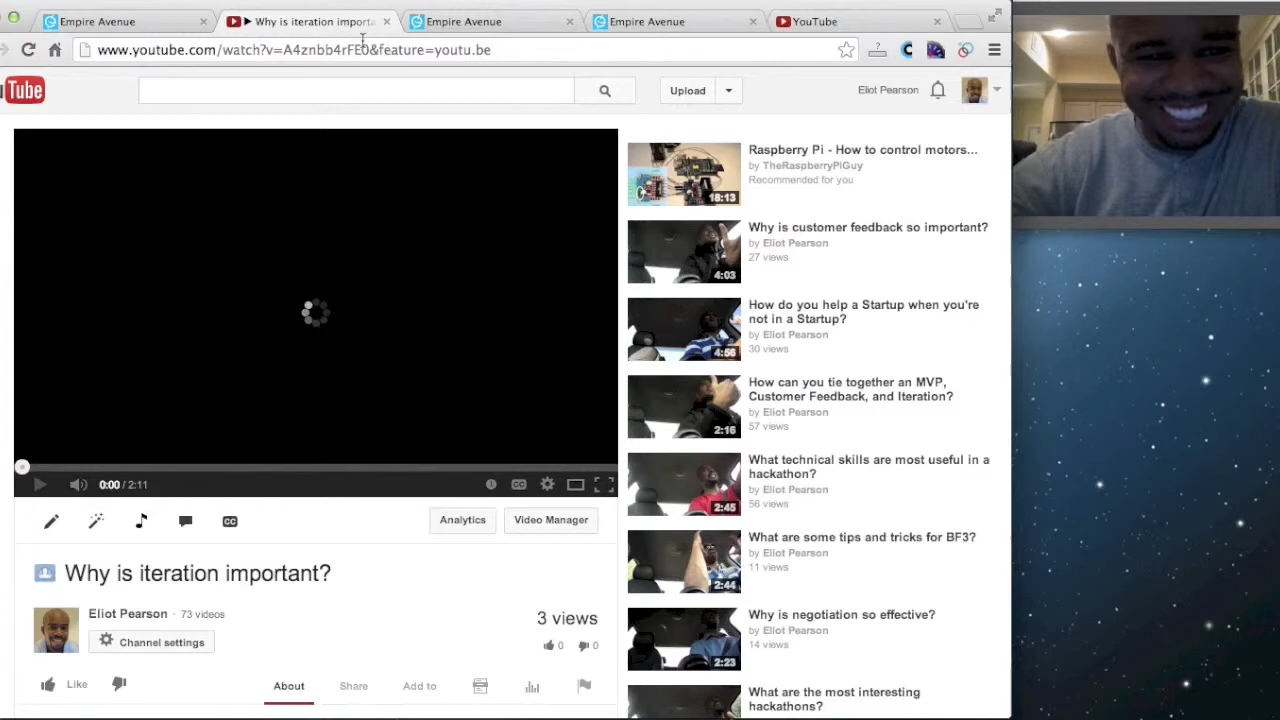 Empire Avenue
▶ Why is iteration importa
Empire Avenue
Empire Avenue
YouTube
www.youtube.com/watch?v=A4znbb4rFE0&feature=youtu.be
Tube
Upload
Eliot Pearson
Raspberry Pi - How to control motors...
by TheRaspberryPiGuy
Recommended for you
18:13
Why is customer feedback so important?
by Eliot Pearson
27 views
4:03
How do you help a Startup when you're
not in a Startup?
by Eliot Pearson
30 views
4:56
How can you tie together an MVP,
Customer Feedback, and Iteration?
by Eliot Pearson
57 views
2:16
What technical skills are most useful in a
hackathon?
by Eliot Pearson
56 views
2:45
What are some tips and tricks for BF3?
by Eliot Pearson
11 views
2:44
Why is negotiation so effective?
by Eliot Pearson
14 views
2:23
What are the most interesting
hackathons?
0:00 / 2:11
CC
CC
Analytics
Video Manager
Why is iteration important?
Eliot Pearson · 73 videos
Channel settings
3 views
0 0
Like
About
Share
Add to